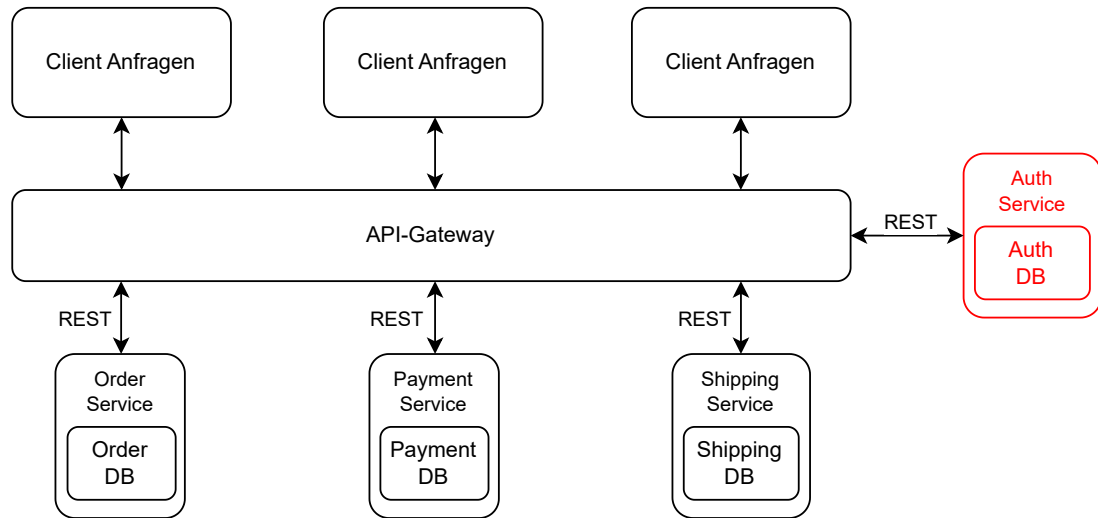 Client Anfragen
Client Anfragen
Client Anfragen
API-Gateway
REST
Auth
Service
Auth
DB
REST
REST
REST
Order
Service
Order
DB
Payment
Service
Payment
DB
Shipping
Service
Shipping
DB